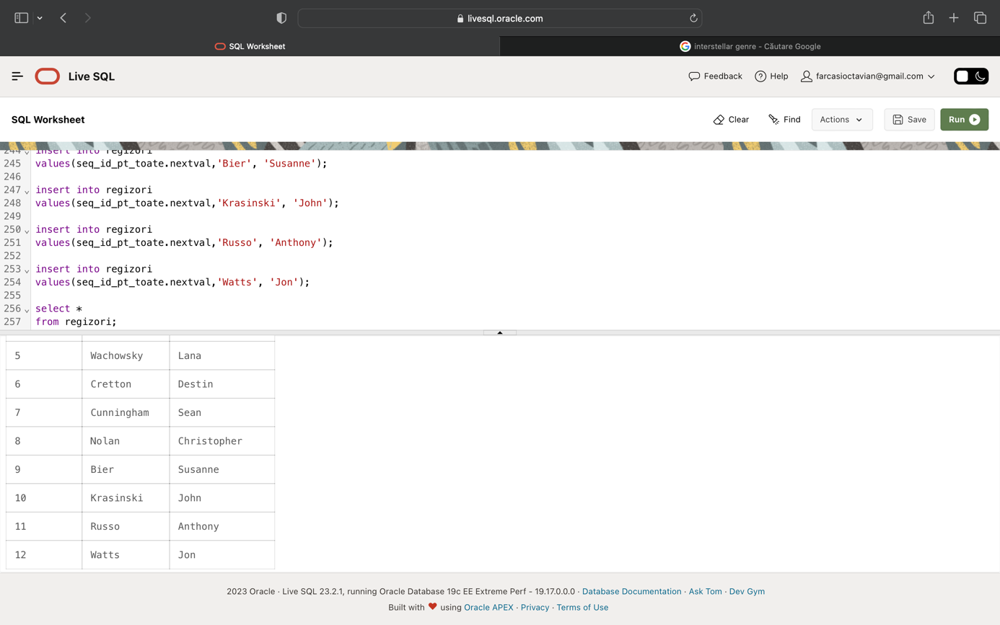 livesql.oracle.com
SQL Worksheet
interstellar genre - Căutare Google
Live SQL
Feedback
Help
farcasioctavian@gmail.com
SQL Worksheet
Clear
Find
Actions
Save
Run
244 insert into regizori
245 values(seq_id_pt_toate.nextval,'Bier', 'Susanne');
246
247 insert into regizori
248 values(seq_id_pt_toate.nextval,'Krasinski', 'John');
249
250 insert into regizori
251 values(seq_id_pt_toate.nextval,'Russo', 'Anthony');
252
253 insert into regizori
254 values(seq_id_pt_toate.nextval,'Watts', 'Jon');
255
256 select *
257 from regizori;
5 Wachowsky Lana
6 Cretton Destin
7 Cunningham Sean
8 Nolan Christopher
9 Bier Susanne
10 Krasinski John
11 Russo Anthony
12 Watts Jon
2023 Oracle · Live SQL 23.2.1, running Oracle Database 19c EE Extreme Perf - 19.17.0.0.0 · Database Documentation · Ask Tom · Dev Gym
Built with ❤ using Oracle APEX · Privacy · Terms of Use